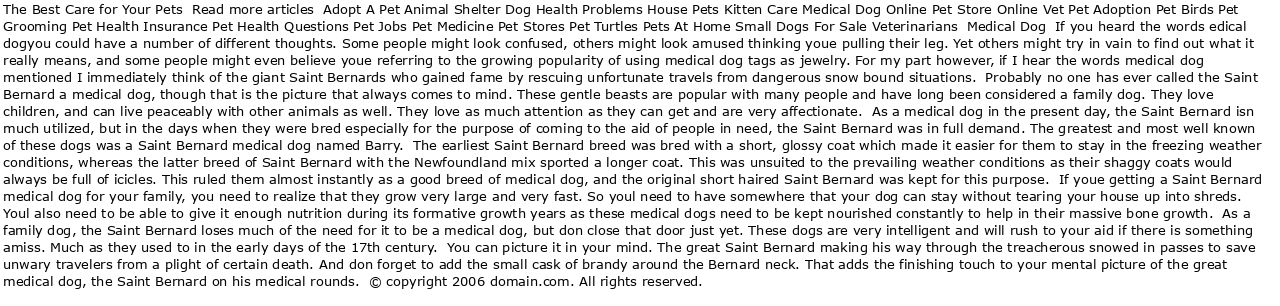 The Best Care for Your Pets  Read more articles  Adopt A Pet Animal Shelter Dog Health Problems House Pets Kitten Care Medical Dog Online Pet Store Online Vet Pet Adoption Pet Birds Pet
Grooming Pet Health Insurance Pet Health Questions Pet Jobs Pet Medicine Pet Stores Pet Turtles Pets At Home Small Dogs For Sale Veterinarians  Medical Dog  If you heard the words edical
dogyou could have a number of different thoughts. Some people might look confused, others might look amused thinking youe pulling their leg. Yet others might try in vain to find out what it
really means, and some people might even believe youe referring to the growing popularity of using medical dog tags as jewelry. For my part however, if I hear the words medical dog
mentioned I immediately think of the giant Saint Bernards who gained fame by rescuing unfortunate travels from dangerous snow bound situations.  Probably no one has ever called the Saint
Bernard a medical dog, though that is the picture that always comes to mind. These gentle beasts are popular with many people and have long been considered a family dog. They love
children, and can live peaceably with other animals as well. They love as much attention as they can get and are very affectionate.  As a medical dog in the present day, the Saint Bernard isn
much utilized, but in the days when they were bred especially for the purpose of coming to the aid of people in need, the Saint Bernard was in full demand. The greatest and most well known
of these dogs was a Saint Bernard medical dog named Barry.  The earliest Saint Bernard breed was bred with a short, glossy coat which made it easier for them to stay in the freezing weather
conditions, whereas the latter breed of Saint Bernard with the Newfoundland mix sported a longer coat. This was unsuited to the prevailing weather conditions as their shaggy coats would
always be full of icicles. This ruled them almost instantly as a good breed of medical dog, and the original short haired Saint Bernard was kept for this purpose.  If youe getting a Saint Bernard
medical dog for your family, you need to realize that they grow very large and very fast. So youl need to have somewhere that your dog can stay without tearing your house up into shreds.
Youl also need to be able to give it enough nutrition during its formative growth years as these medical dogs need to be kept nourished constantly to help in their massive bone growth.  As a
family dog, the Saint Bernard loses much of the need for it to be a medical dog, but don close that door just yet. These dogs are very intelligent and will rush to your aid if there is something
amiss. Much as they used to in the early days of the 17th century.  You can picture it in your mind. The great Saint Bernard making his way through the treacherous snowed in passes to save
unwary travelers from a plight of certain death. And don forget to add the small cask of brandy around the Bernard neck. That adds the finishing touch to your mental picture of the great
medical dog, the Saint Bernard on his medical rounds.  © copyright 2006 domain.com. All rights reserved.